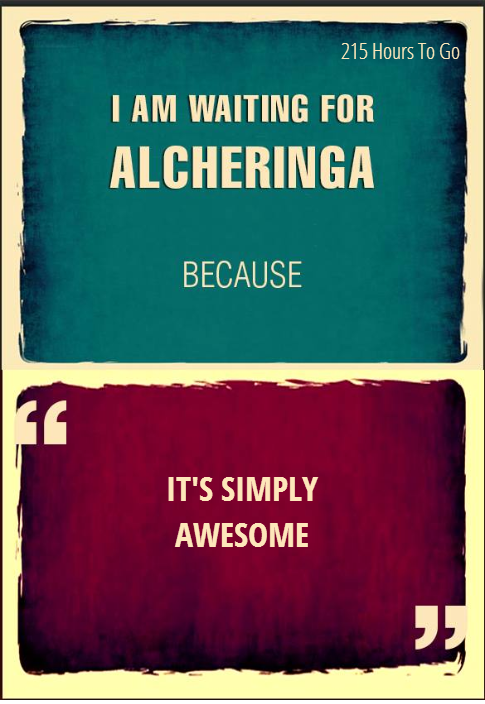 215 Hours To Go
I AM WAITING FOR
ALCHERINGA
BECAUSE
“
IT'S SIMPLY
AWESOME
”